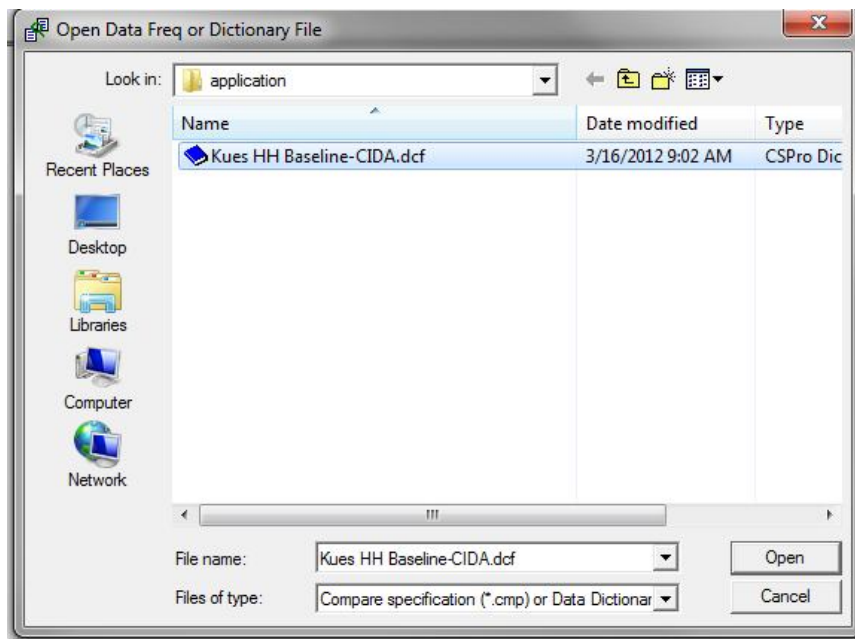 Open Data Freq or Dictionary File
Look in: application
Name Date modified Type
Kues HH Baseline-CIDA.dcf 3/16/2012 9:02 AM CSPro Dic
Recent Places
Desktop
Libraries
Computer
Network
File name: Kues HH Baseline-CIDA.dcf Open
Files of type: Compare specification (*.cmp) or Data Dictionar Cancel